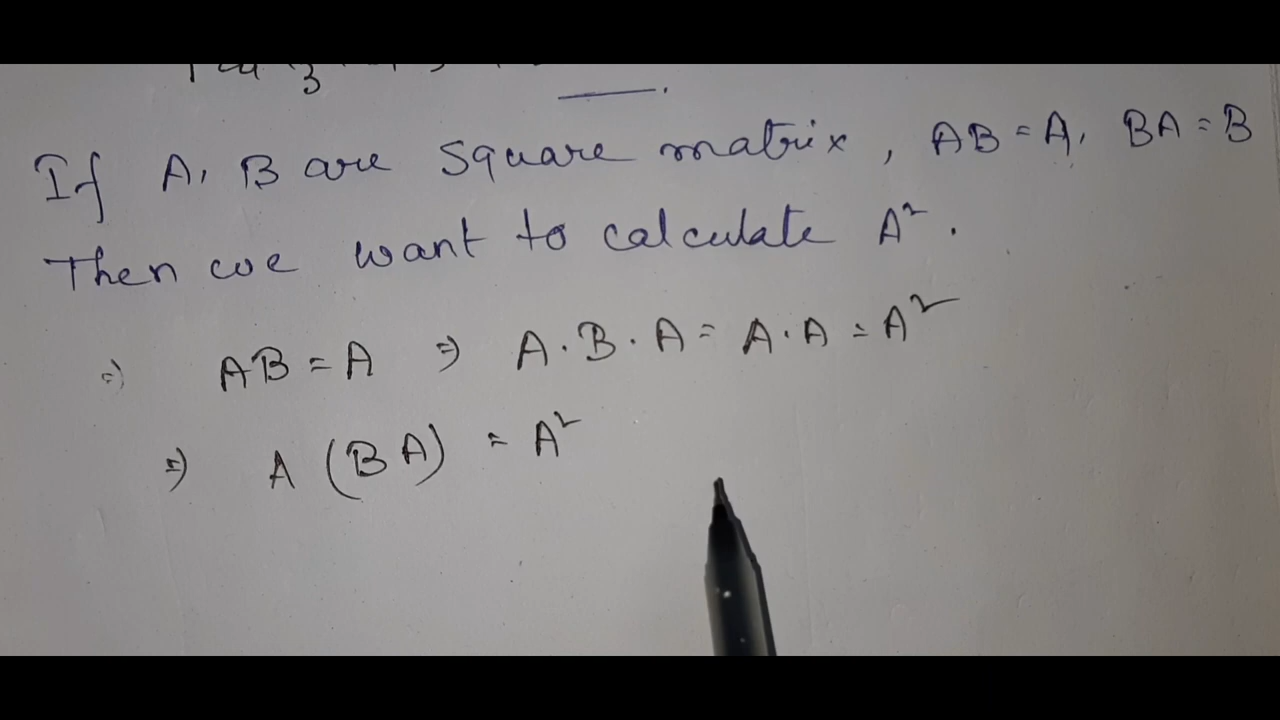 If A, B are Square matrix, AB = A, BA = B
Then we want to calculate A².
⇒ AB = A ⇒ A·B·A = A·A = A²
⇒ A (BA) = A²